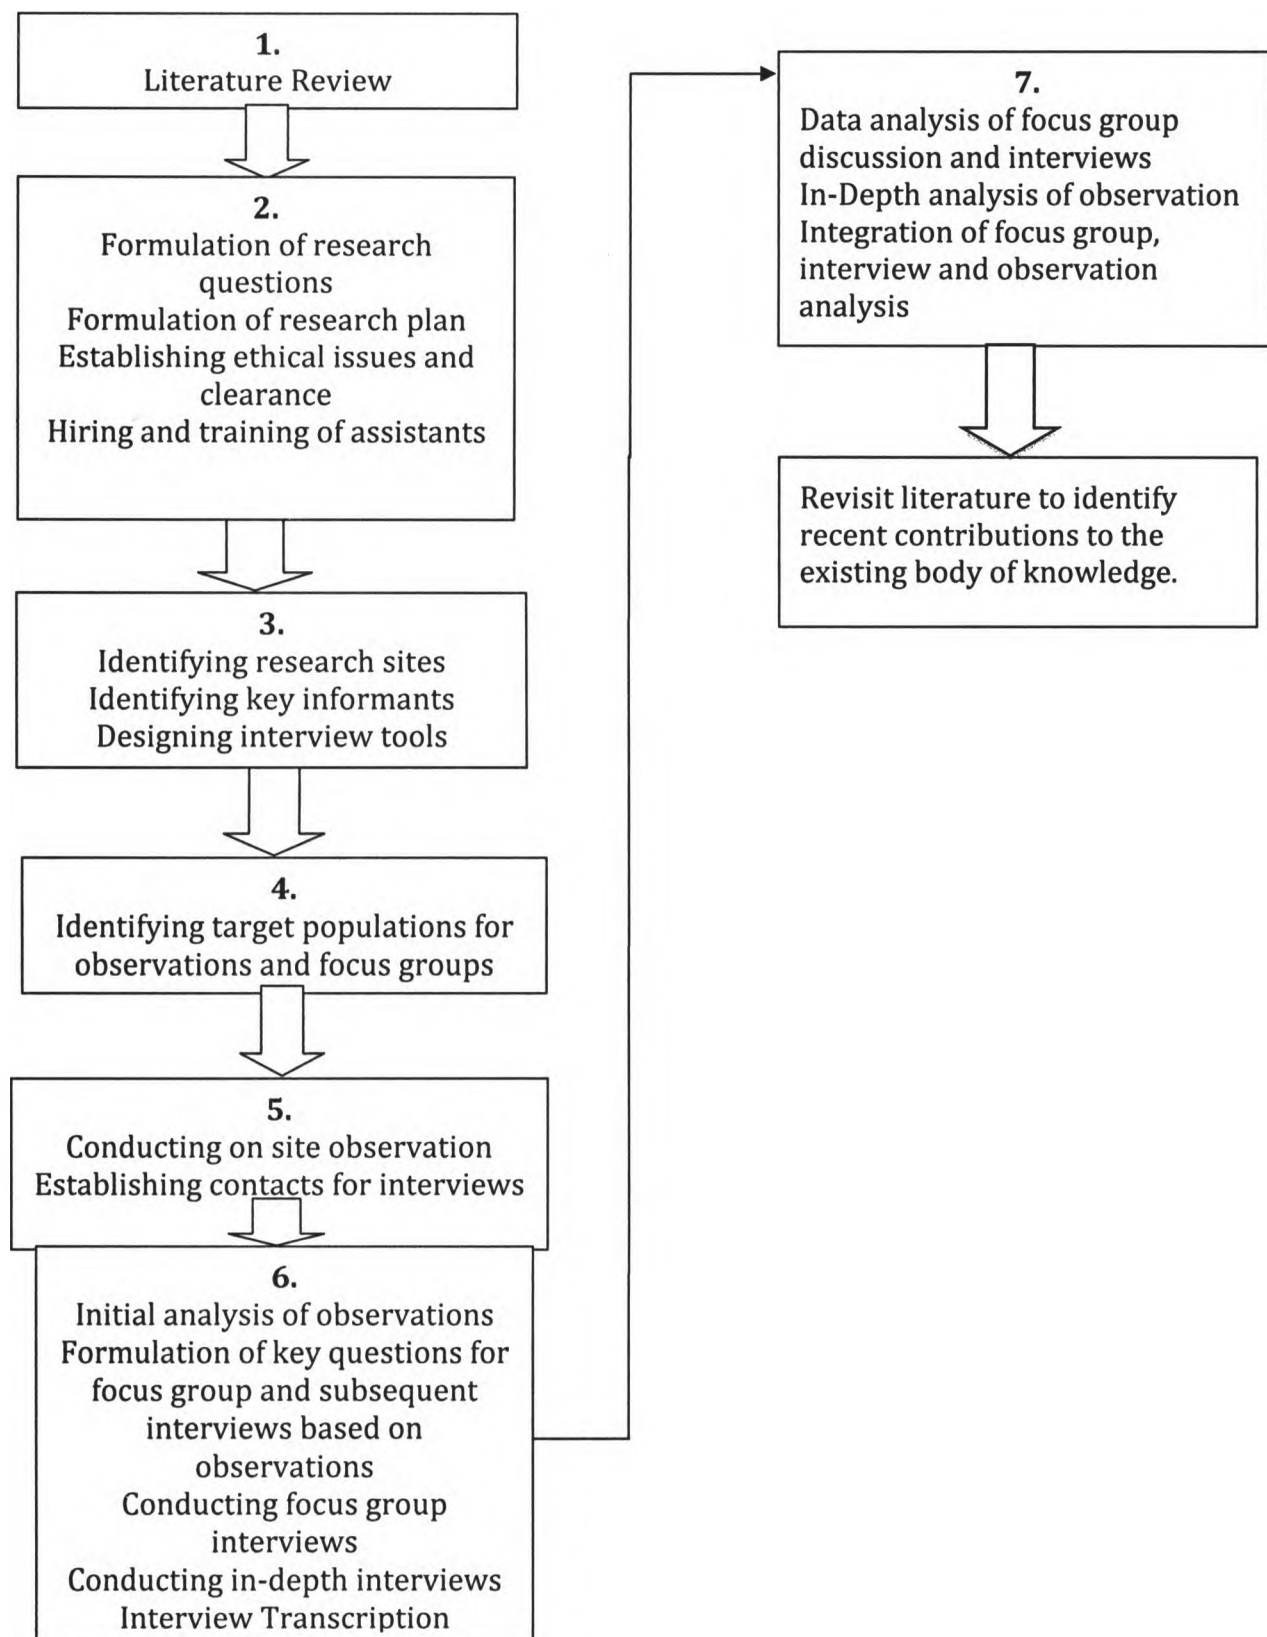 1.
Literature Review
2.
Formulation of research
questions
Formulation of research plan
Establishing ethical issues and
clearance
Hiring and training of assistants
3.
Identifying research sites
Identifying key informants
Designing interview tools
4.
Identifying target populations for
observations and focus groups
5.
Conducting on site observation
Establishing contacts for interviews
6.
Initial analysis of observations
Formulation of key questions for
focus group and subsequent
interviews based on
observations
Conducting focus group
interviews
Conducting in-depth interviews
Interview Transcription
7.
Data analysis of focus group
discussion and interviews
In-Depth analysis of observation
Integration of focus group,
interview and observation
analysis
Revisit literature to identify
recent contributions to the
existing body of knowledge.